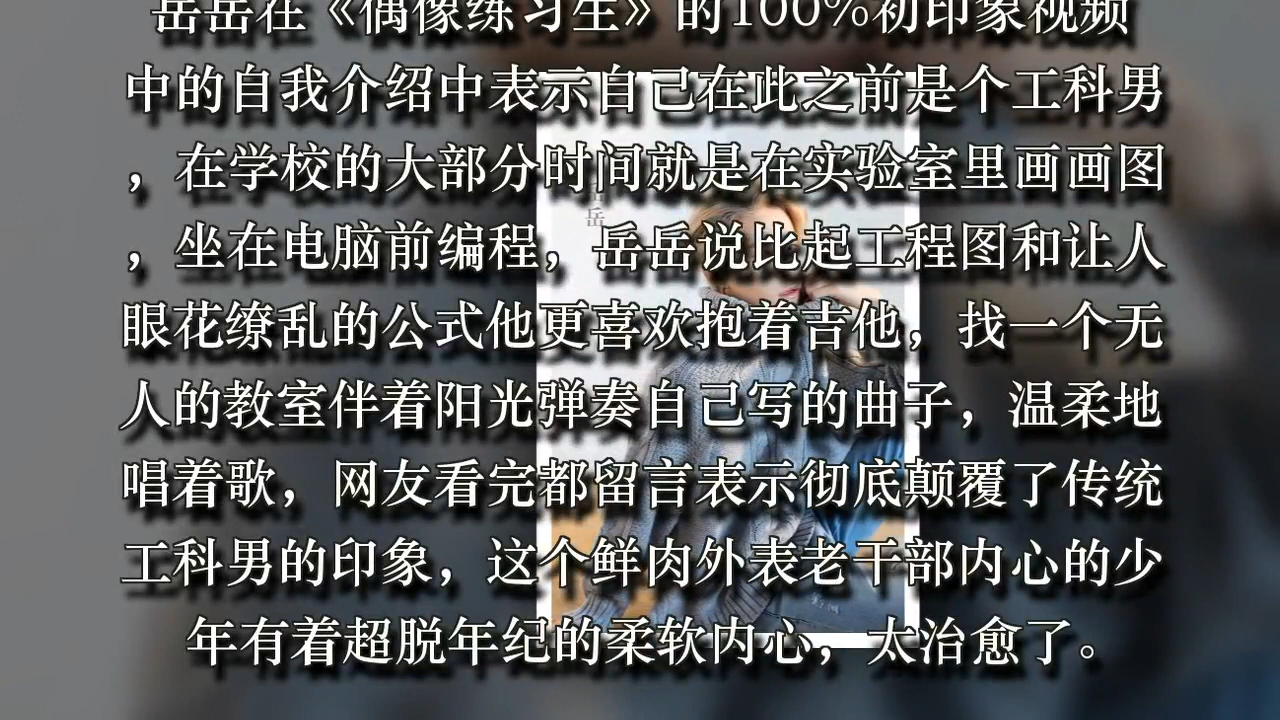 岳岳在《偶像练习生》的100%初印象视频
中的自我介绍中表示自己在此之前是个工科男
，在学校的大部分时间就是在实验室里画画图
，坐在电脑前编程，岳岳说比起工程图和让人
眼花缭乱的公式他更喜欢抱着吉他，找一个无
人的教室伴着阳光弹奏自己写的曲子，温柔地
唱着歌，网友看完都留言表示彻底颠覆了传统
工科男的印象，这个鲜肉外表老干部内心的少
年有着超脱年纪的柔软内心，太治愈了。
岳